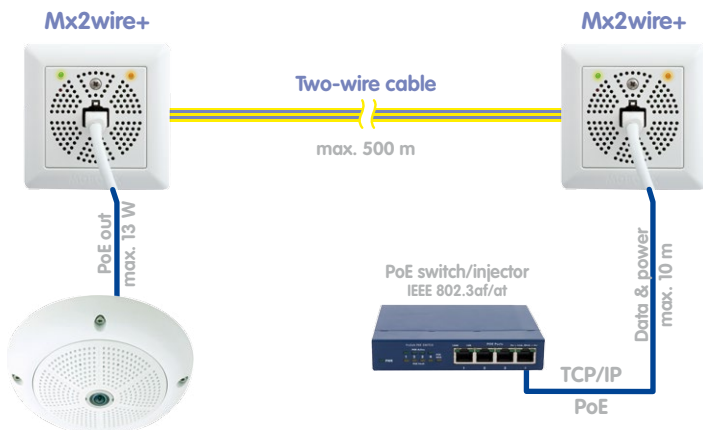 Mx2wire+
Mx2wire+
Two-wire cable
max. 500 m
PoE out
max. 13 W
PoE switch/injector
IEEE 802.3af/at
Data & power
max. 10 m
TCP/IP
PoE